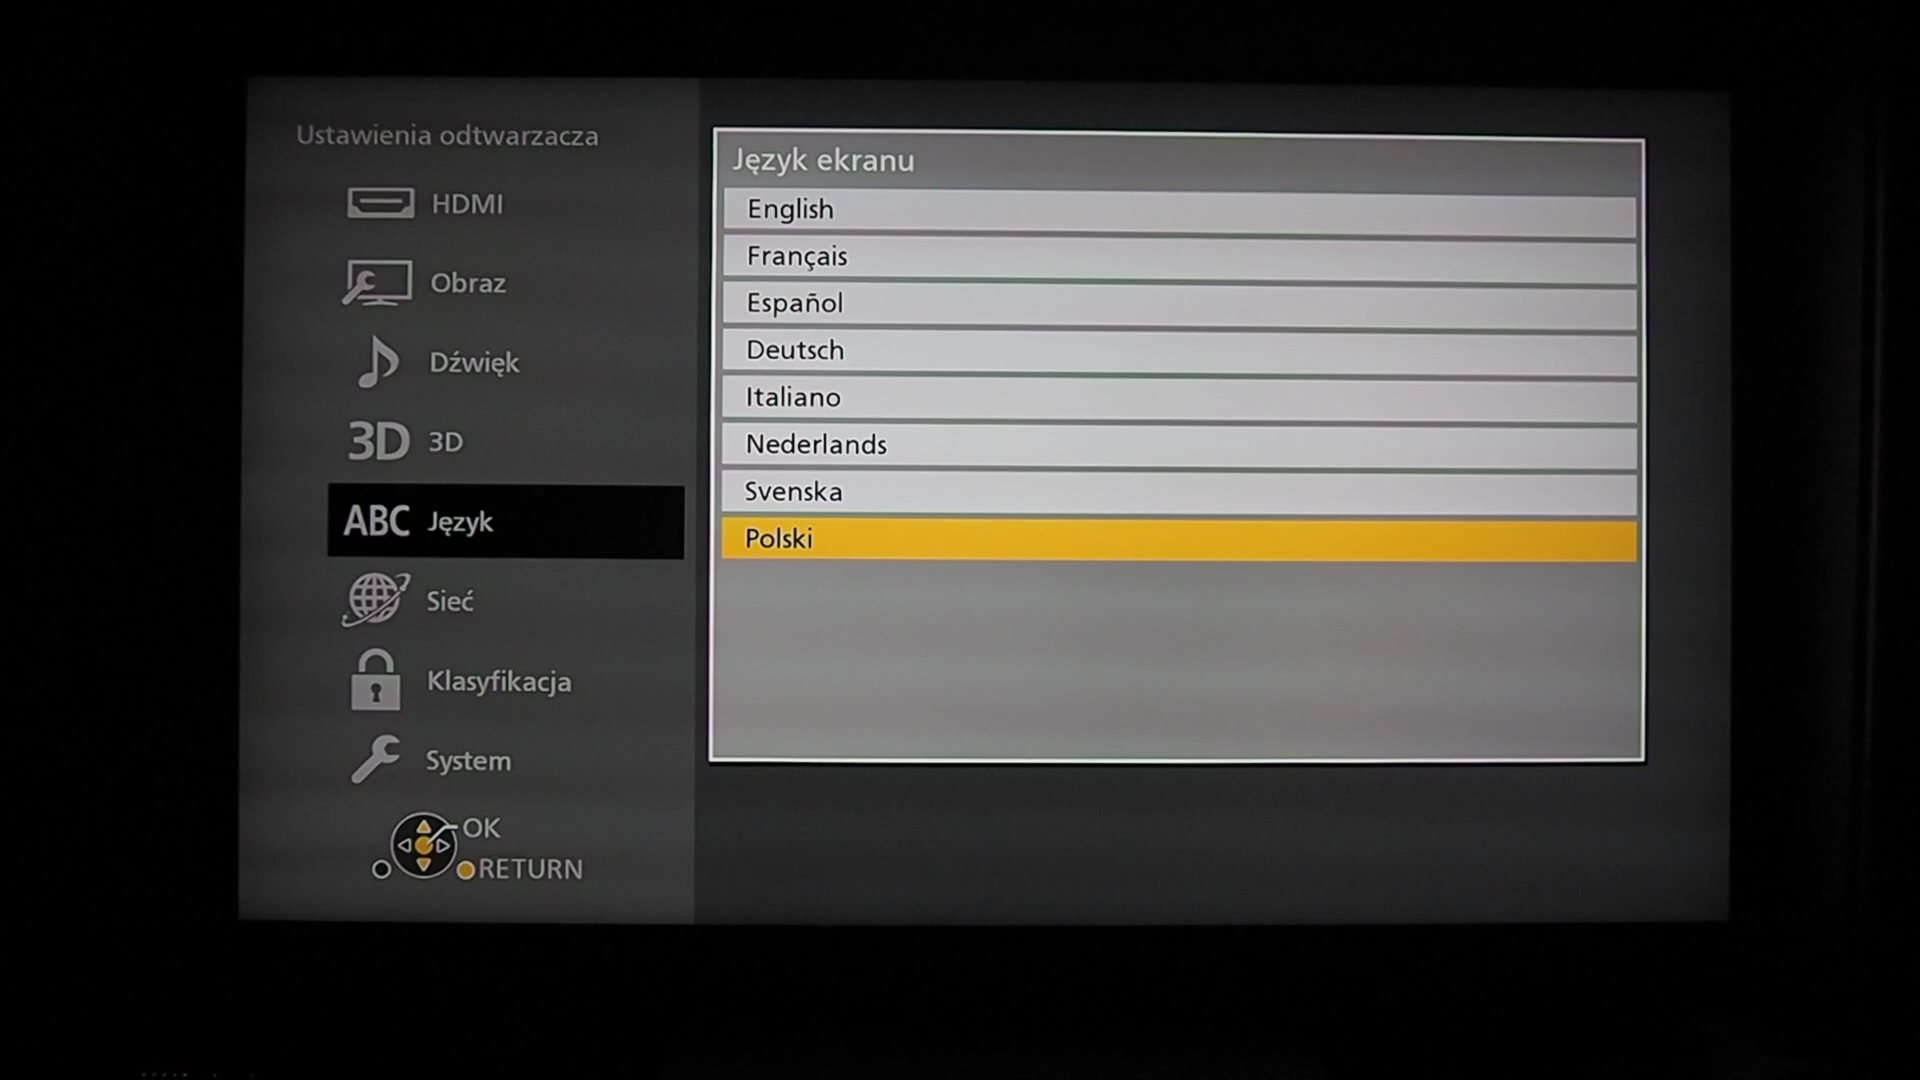 Ustawienia odtwarzacza
HDMI
Obraz
Dźwięk
3D 3D
ABC Język
Sieć
Klasyfikacja
System
OK
RETURN
Język ekranu
English
Français
Español
Deutsch
Italiano
Nederlands
Svenska
Polski